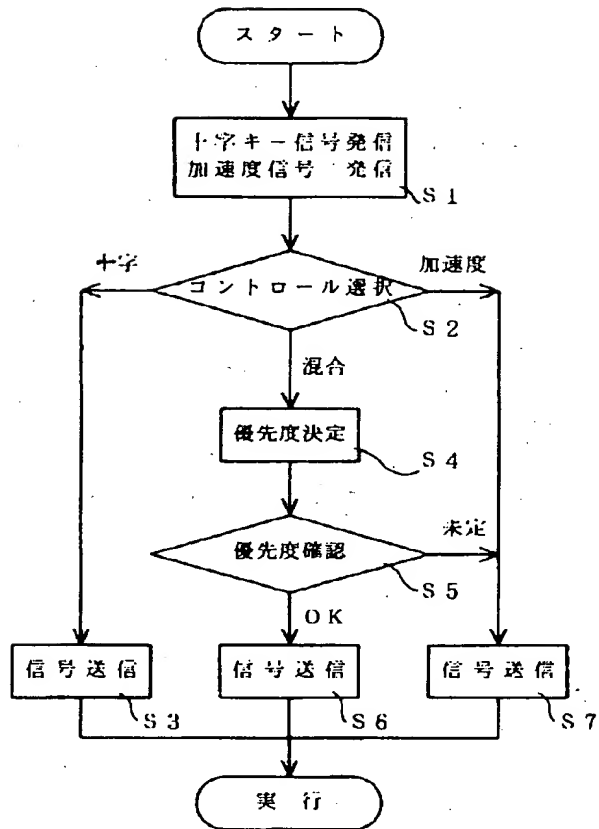 スタート
十字キー信号発信
加速度信号 発信
S1
十字
加速度
コントロール選択
S2
混合
優先度決定
S4
未定
優先度確認
S5
OK
信号送信
S3
信号送信
S6
信号送信
S7
実行